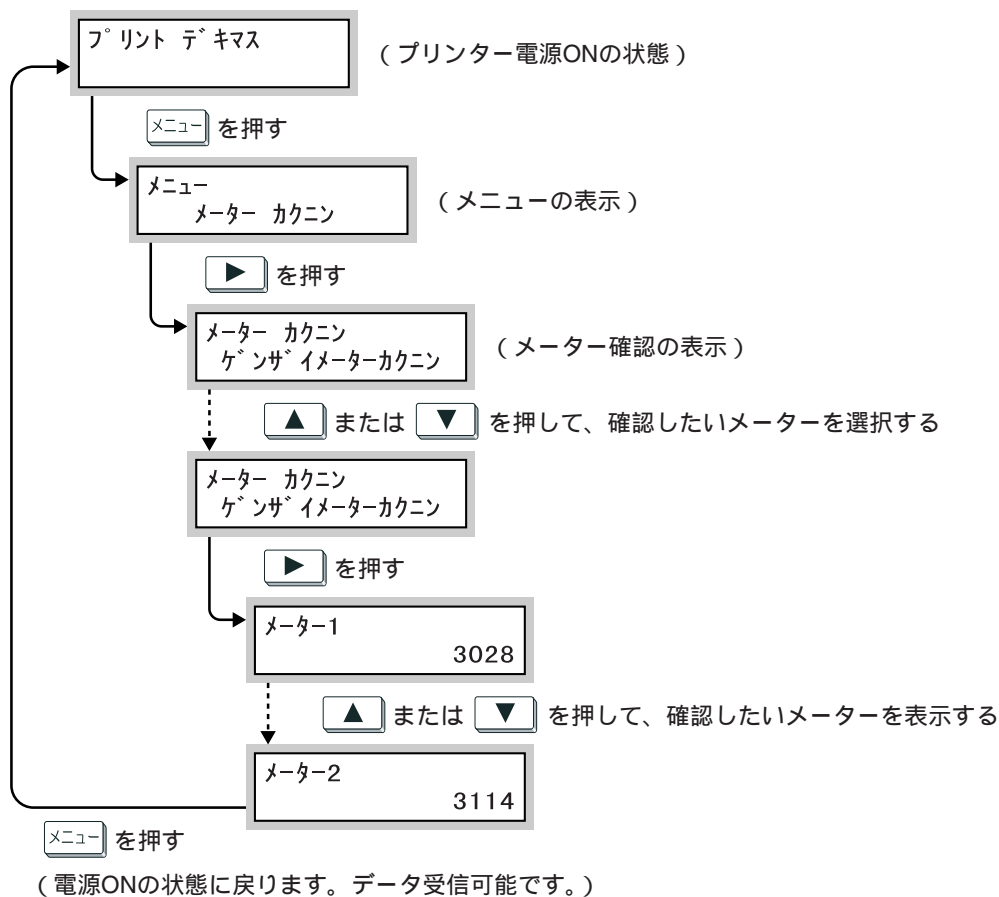 プリント デキマス
(プリンター電源ONの状態)
メニュー を押す
メニュー
メーター カクニン
(メニューの表示)
▶ を押す
メーター カクニン
ゲンザイメーターカクニン
(メーター確認の表示)
▲ または ▼ を押して、確認したいメーターを選択する
メーター カクニン
ゲンザイメーターカクニン
▶ を押す
メーター1
3028
▲ または ▼ を押して、確認したいメーターを表示する
メーター2
3114
メニュー を押す
(電源ONの状態に戻ります。データ受信可能です。)